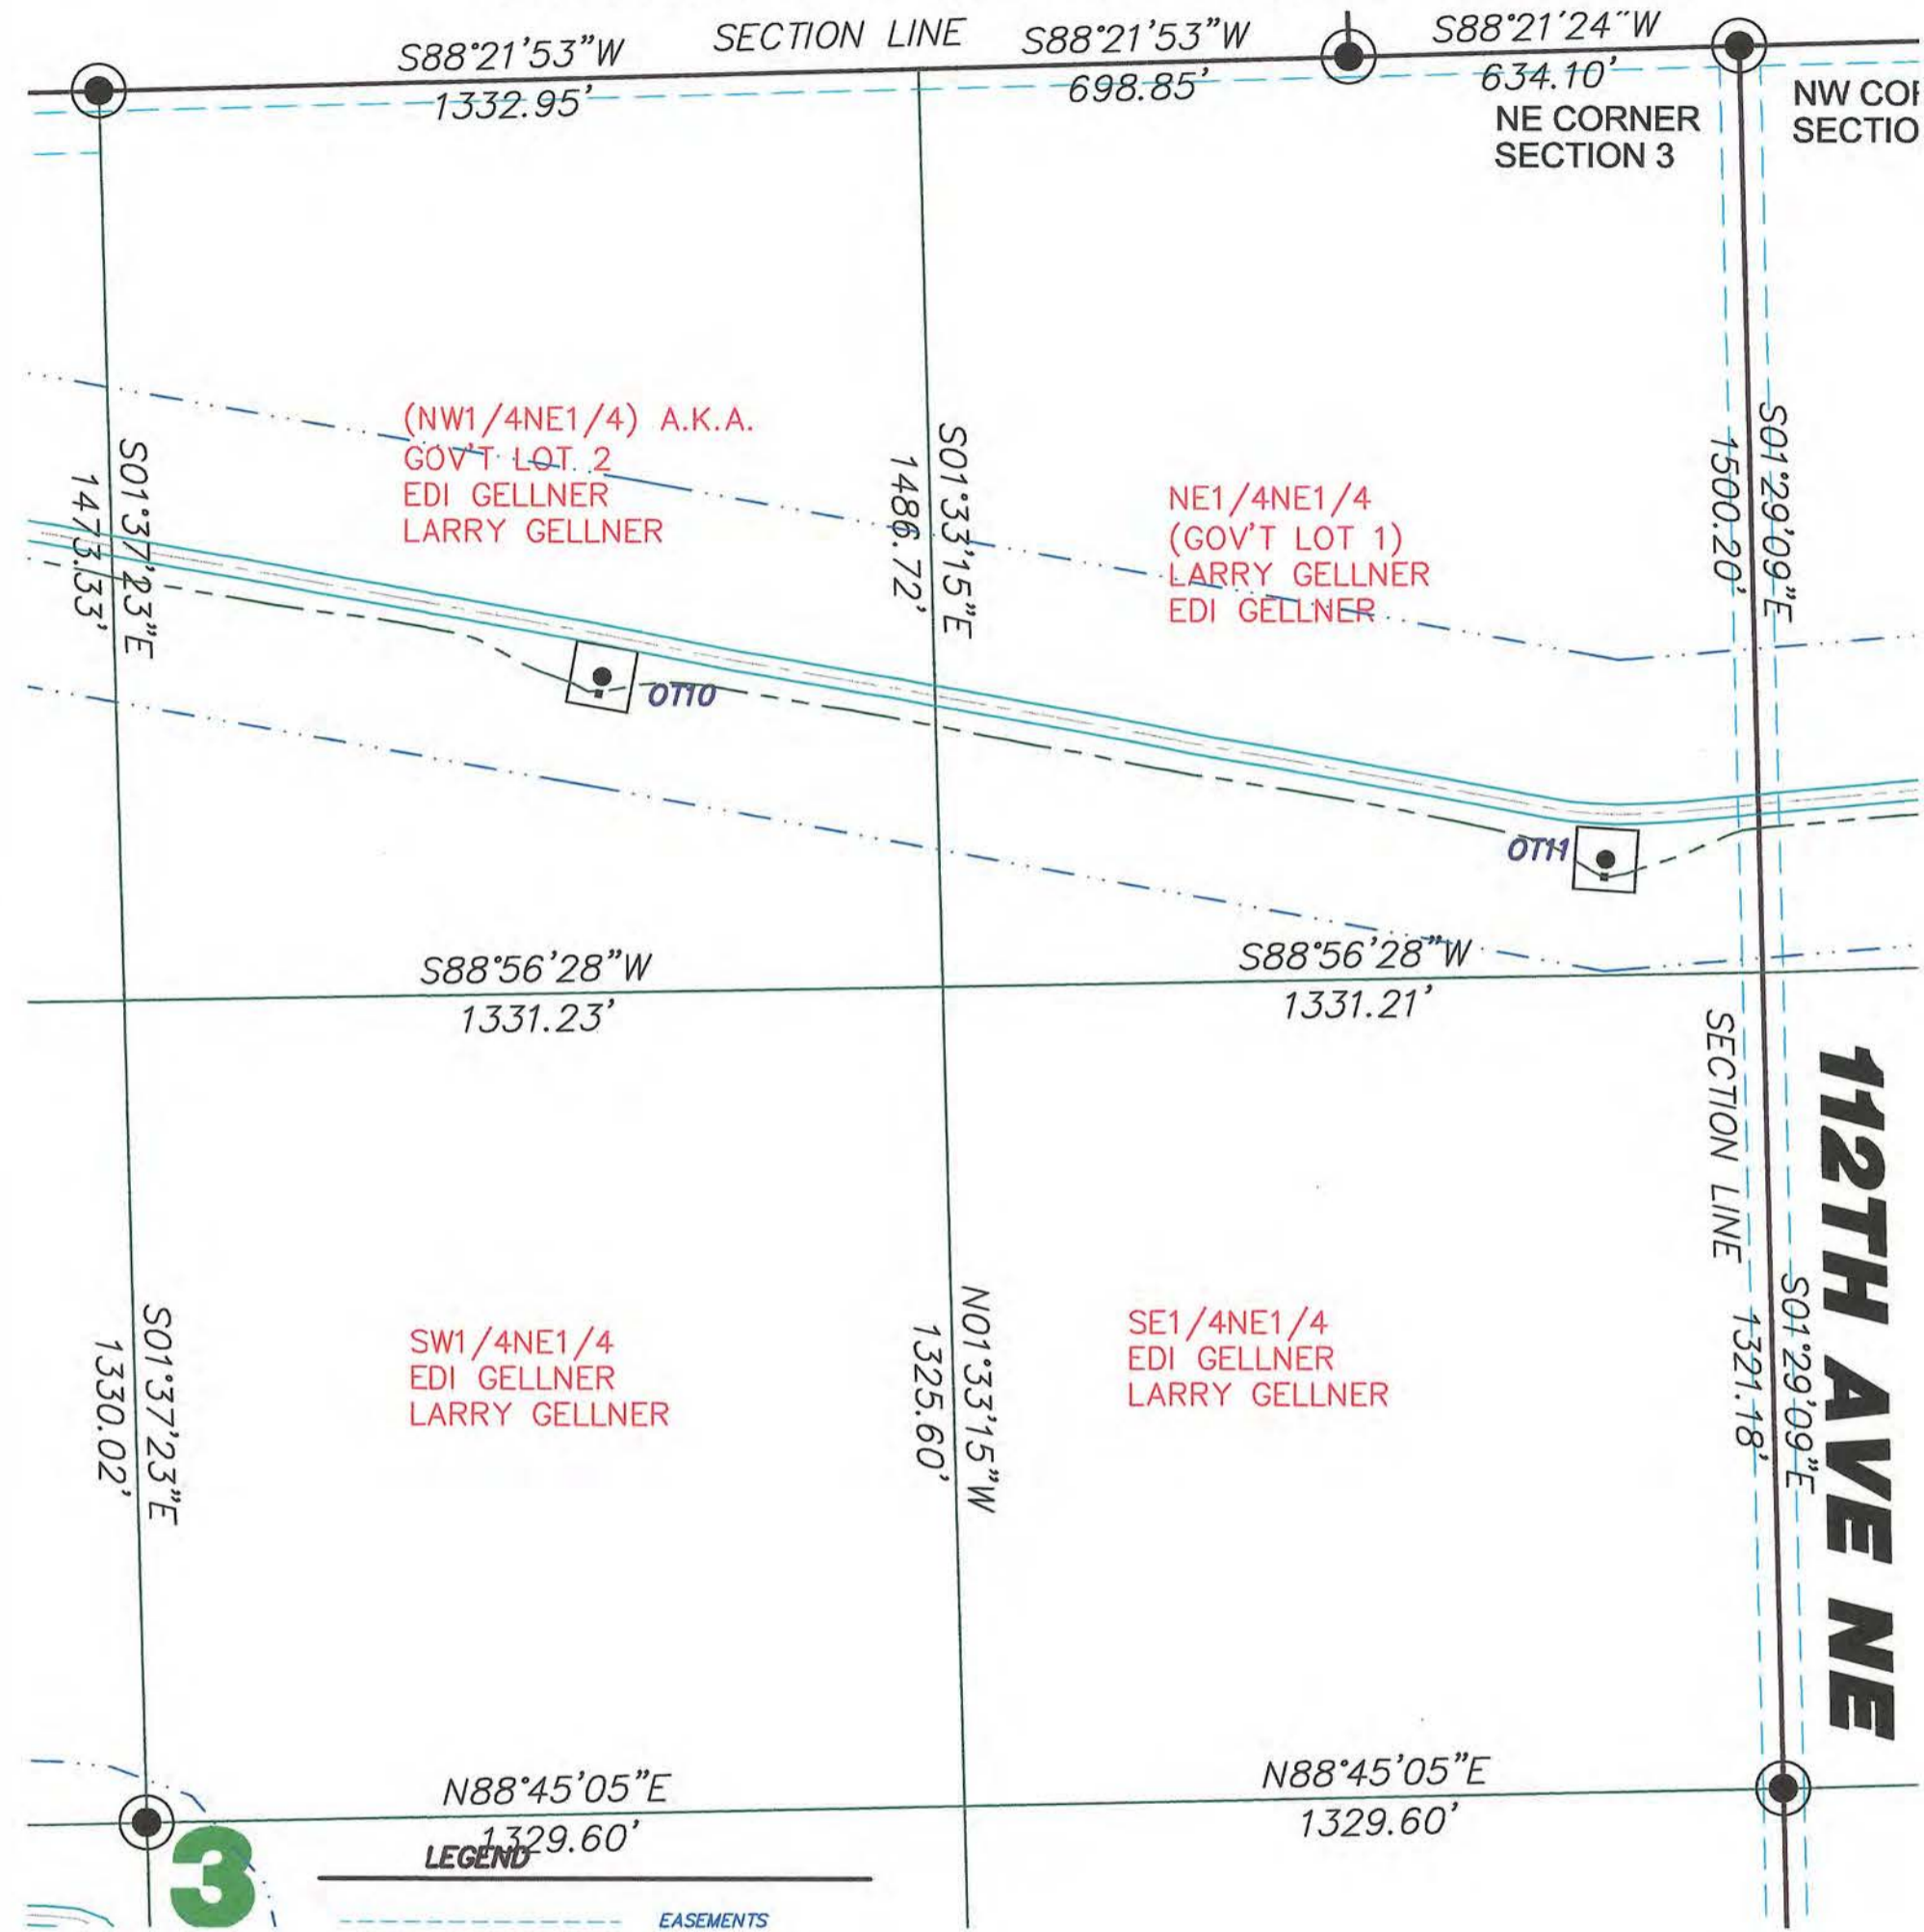 S88°21'53"W
SECTION LINE
S88°21'53"W
S88°21'24"W
1332.95'
698.85'
634.10'
NE CORNER
SECTION 3
NW COR
SECTIO
(NW1/4NE1/4) A.K.A.
GOV'T LOT 2
EDI GELLNER
LARRY GELLNER
NE1/4NE1/4
(GOV'T LOT 1)
LARRY GELLNER
EDI GELLNER
S01°37'23"E
1473.33'
S01°33'15"E
1486.72'
S01°29'09"E
1500.20'
OT10
OT11
S88°56'28"W
1331.23'
S88°56'28"W
1331.21'
SECTION LINE
112TH AVE NE
S01°37'23"E
1330.02'
SW1/4NE1/4
EDI GELLNER
LARRY GELLNER
N01°33'15"W
1325.60'
SE1/4NE1/4
EDI GELLNER
LARRY GELLNER
S01°29'09"E
1321.18'
N88°45'05"E
1329.60'
N88°45'05"E
1329.60'
3
LEGEND
EASEMENTS